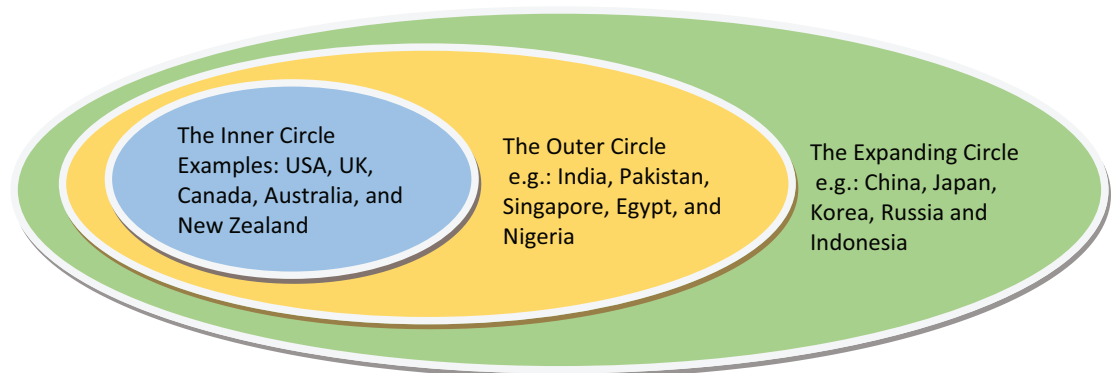 The Inner Circle
Examples: USA, UK,
Canada, Australia, and
New Zealand
The Outer Circle
e.g.: India, Pakistan,
Singapore, Egypt, and
Nigeria
The Expanding Circle
e.g.: China, Japan,
Korea, Russia and
Indonesia